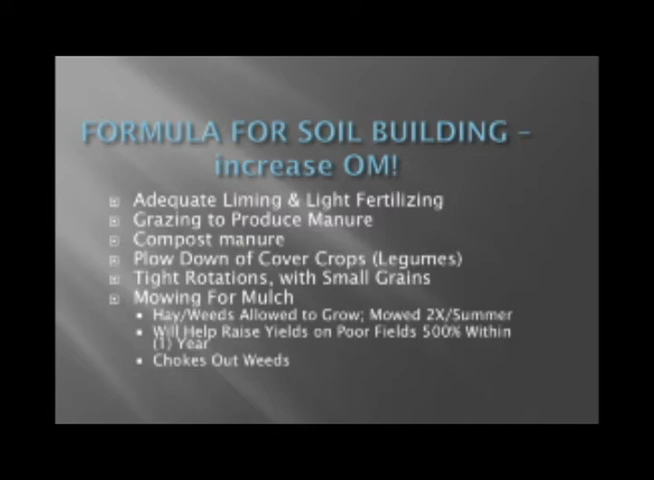 FORMULA FOR SOIL BUILDING –
increase OM!
Adequate Liming & Light Fertilizing
Grazing to Produce Manure
Compost manure
Plow Down of Cover Crops (Legumes)
Tight Rotations, with Small Grains
Mowing For Mulch
Hay/Weeds Allowed to Grow; Mowed 2X/Summer
Will Help Raise Yields on Poor Fields 500% Within
(1) Year
Chokes Out Weeds